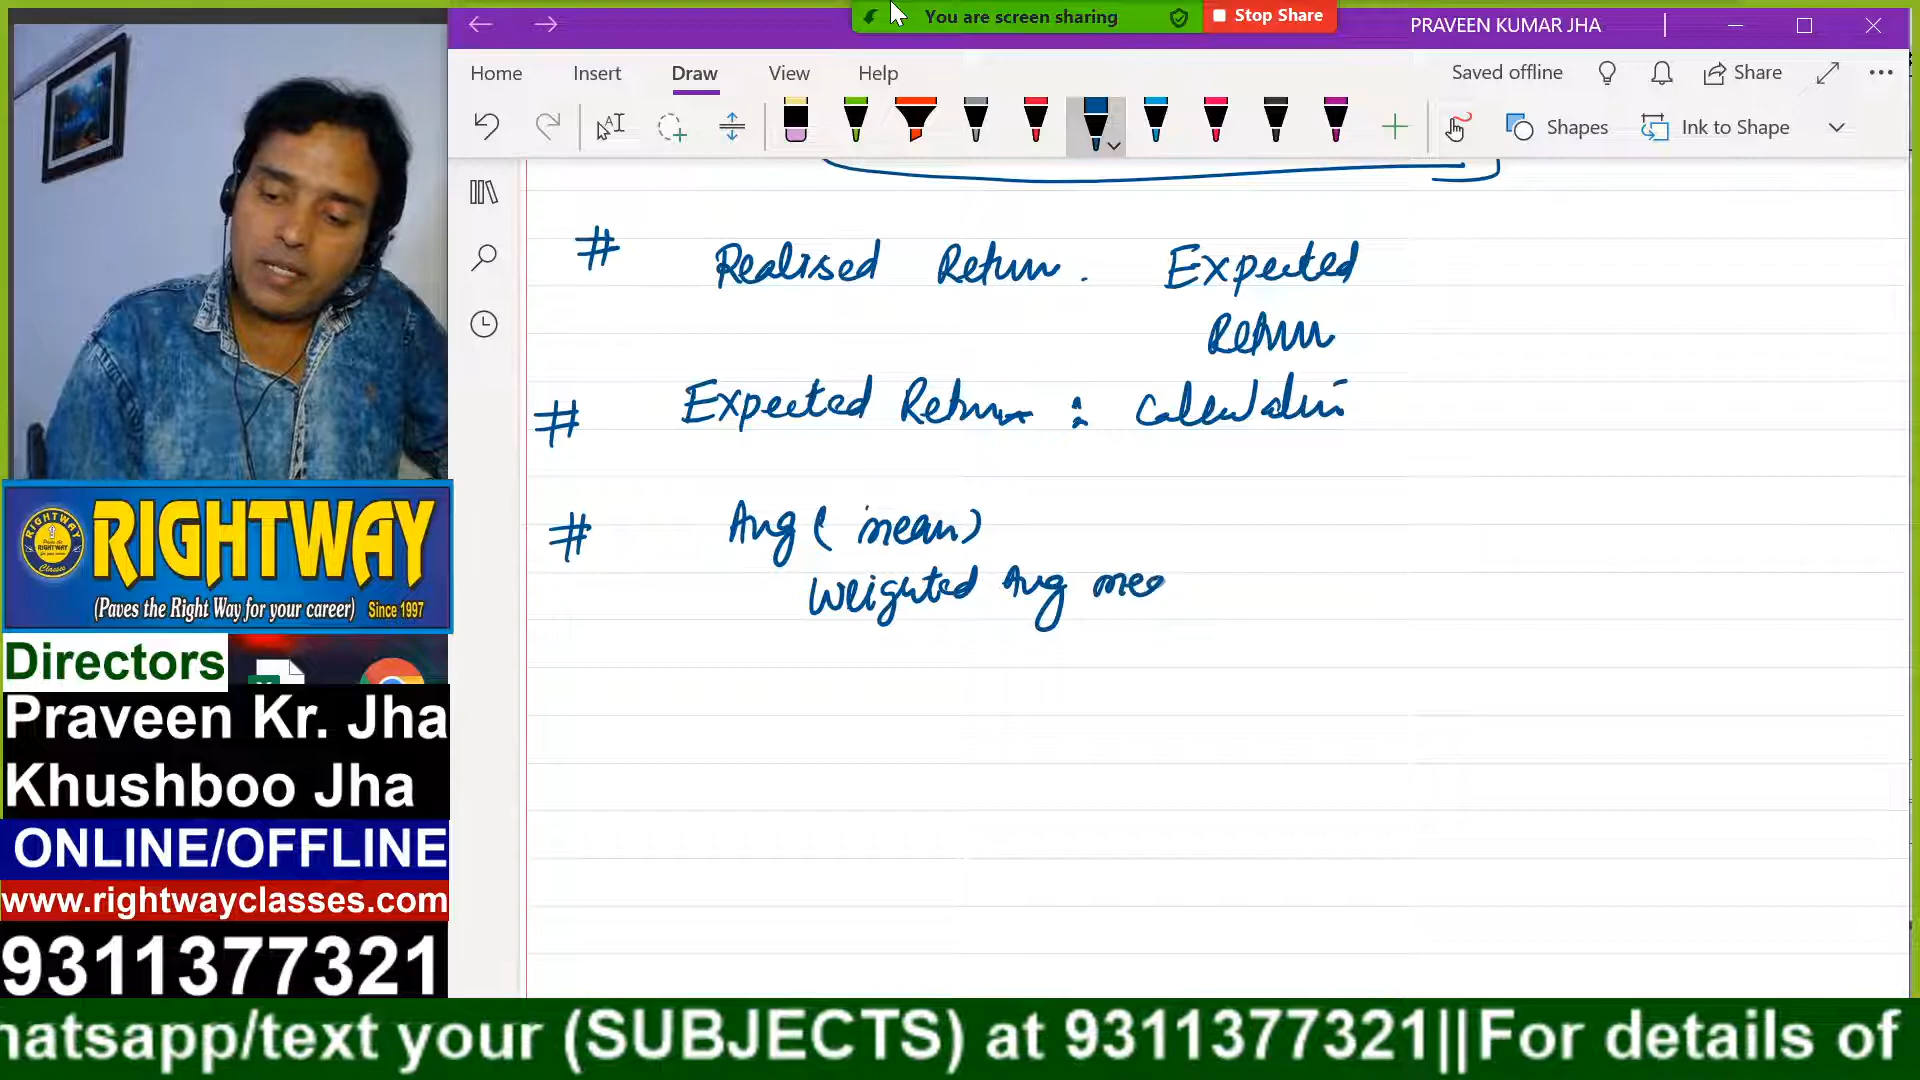 You are screen sharing
Stop Share
PRAVEEN KUMAR JHA
Home Insert Draw View Help
Saved offline
Share
Shapes
Ink to Shape
# Realised Return. Expected
Return
# Expected Return :
# Avg (mean)
Weighted Avg mea
RIGHTWAY
(Paves the Right Way for your career) Since 1997
RIGHTWAY
Classes
Directors
Praveen Kr. Jha
Khushboo Jha
ONLINE/OFFLINE
www.rightwayclasses.com
9311377321
hatsapp/text your (SUBJECTS) at 9311377321||For details of